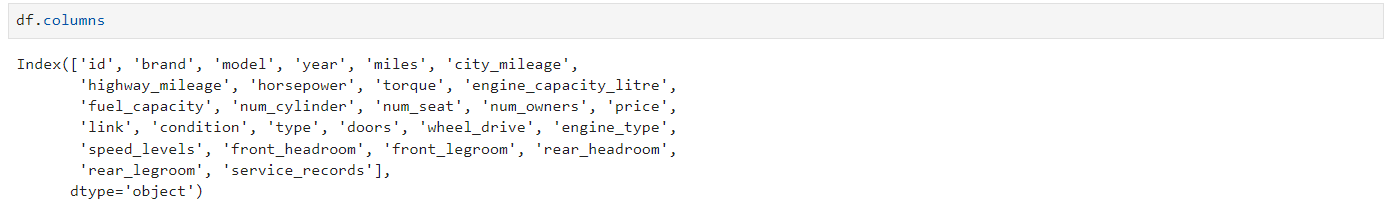 df.columns
Index(['id', 'brand', 'model', 'year', 'miles', 'city_mileage',
'highway_mileage', 'horsepower', 'torque', 'engine_capacity_litre',
'fuel_capacity', 'num_cylinder', 'num_seat', 'num_owners', 'price',
'link', 'condition', 'type', 'doors', 'wheel_drive', 'engine_type',
'speed_levels', 'front_headroom', 'front_legroom', 'rear_headroom',
'rear_legroom', 'service_records'],
dtype='object')